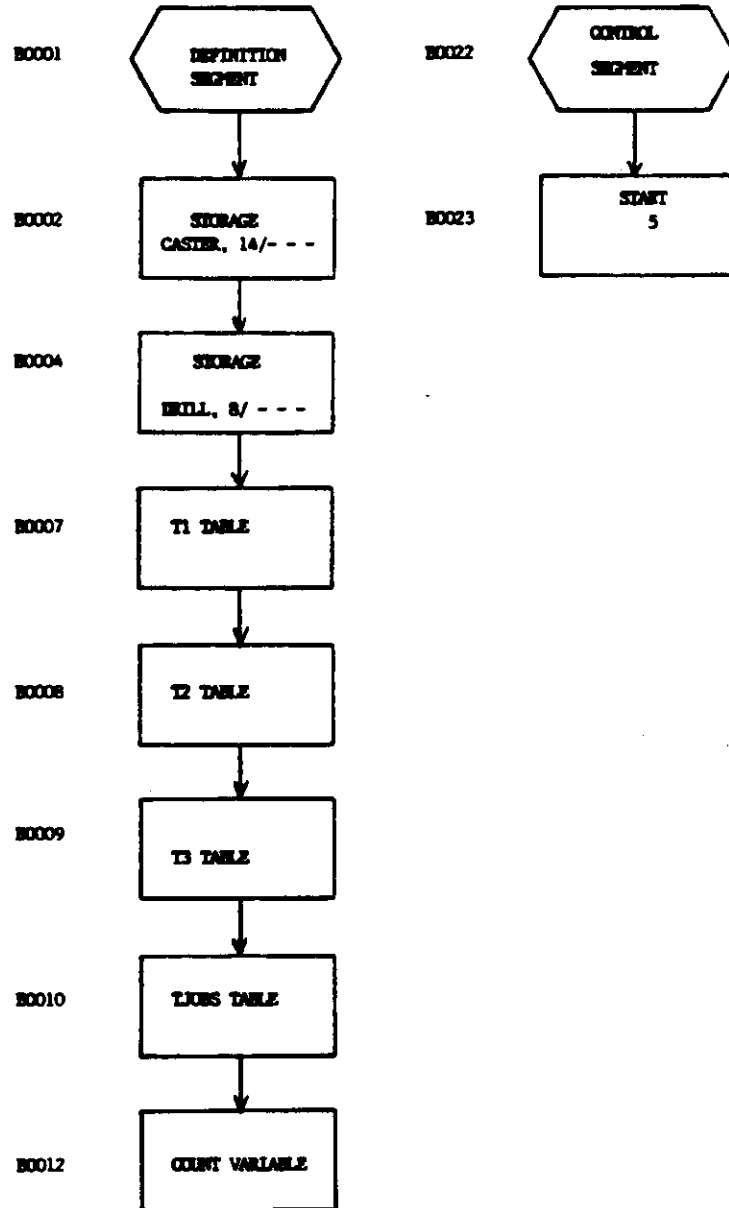 B0001
DEFINITION
SEGMENT
B0002
STORAGE
CASTER, 14/- - -
B0004
STORAGE
DRILL, 8/ - - -
B0007
T1 TABLE
B0008
T2 TABLE
B0009
T3 TABLE
B0010
TJOBS TABLE
B0012
COUNT VARIABLE
B0022
CONTROL
SEGMENT
B0023
START
5